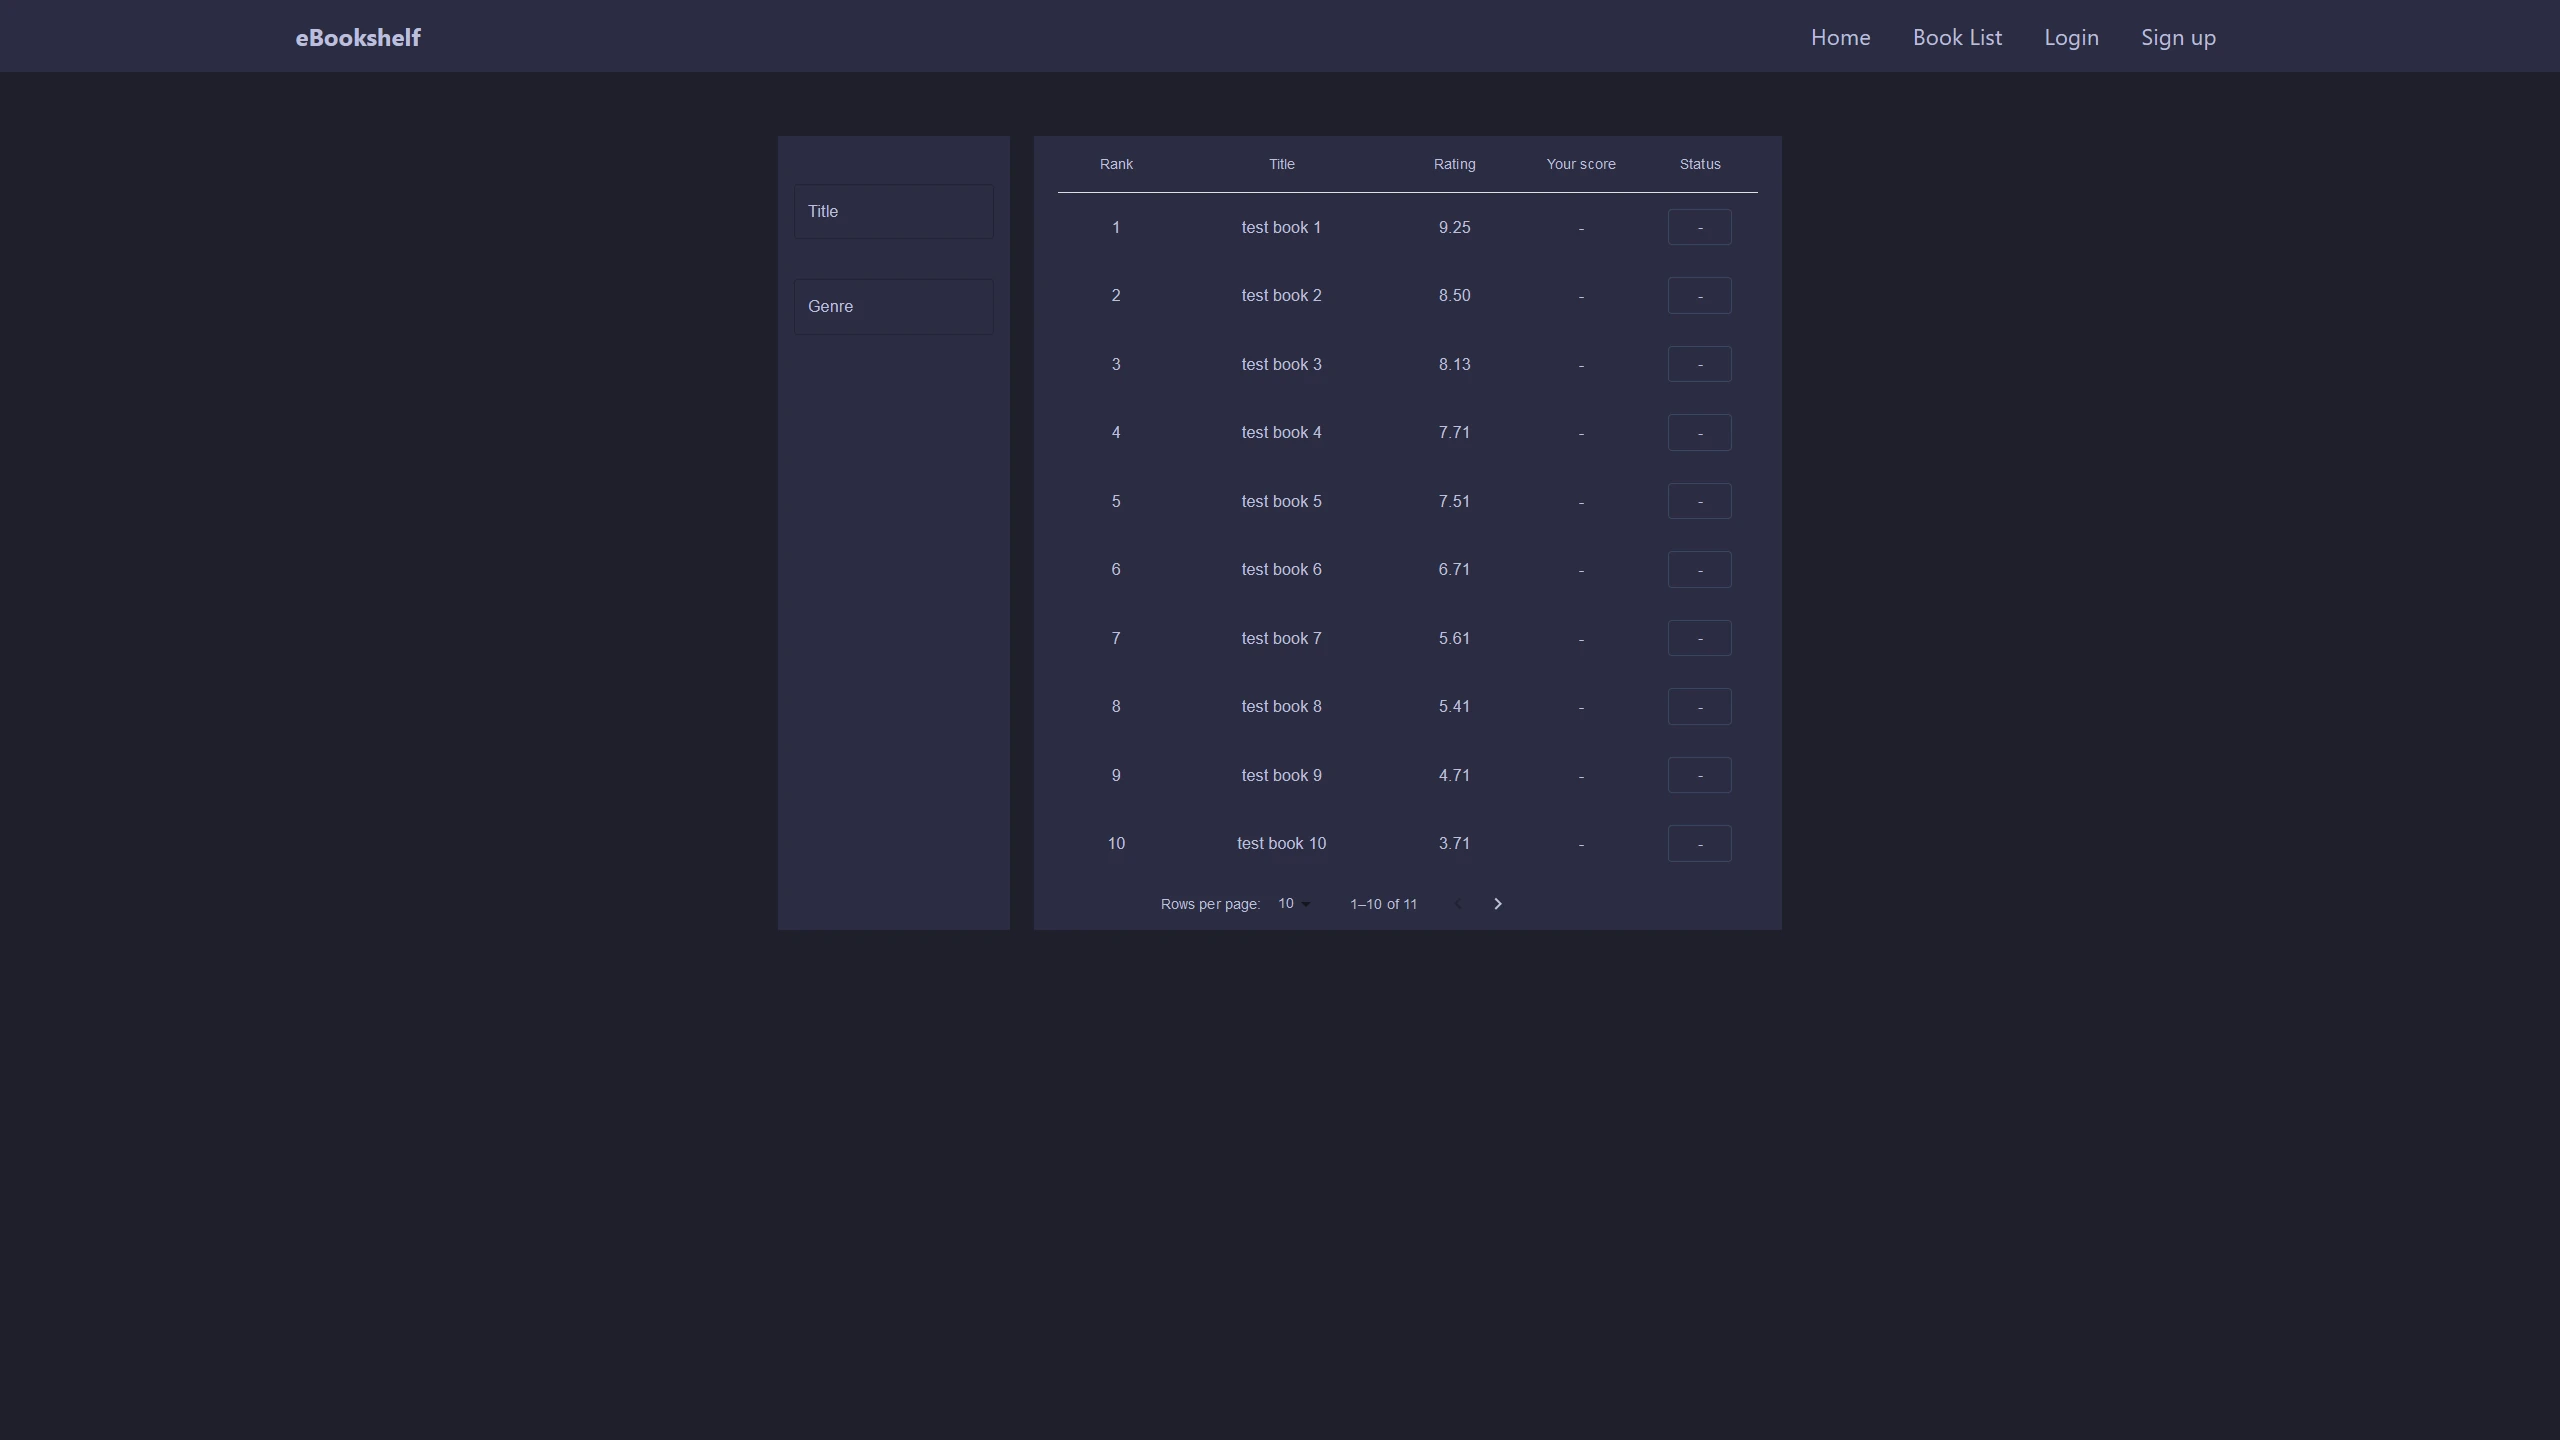 eBookshelf Home Book List Login Sign up
Title
Genre
Rank Title Rating Your score Status
1 test book 1 9.25 - -
2 test book 2 8.50 - -
3 test book 3 8.13 - -
4 test book 4 7.71 - -
5 test book 5 7.51 - -
6 test book 6 6.71 - -
7 test book 7 5.61 - -
8 test book 8 5.41 - -
9 test book 9 4.71 - -
10 test book 10 3.71 - -
Rows per page: 10 1–10 of 11